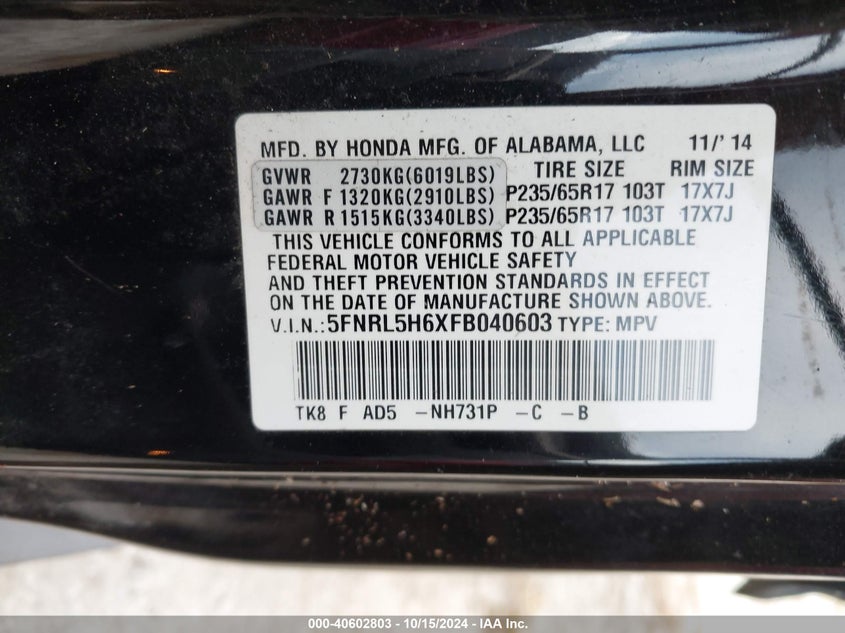 MFD. BY HONDA MFG. OF ALABAMA, LLC 11/' 14
GVWR 2730KG(6019LBS) TIRE SIZE RIM SIZE
GAWR F 1320KG(2910LBS) P235/65R17 103T 17X7J
GAWR R 1515KG(3340LBS) P235/65R17 103T 17X7J
THIS VEHICLE CONFORMS TO ALL APPLICABLE
FEDERAL MOTOR VEHICLE SAFETY
AND THEFT PREVENTION STANDARDS IN EFFECT
ON THE DATE OF MANUFACTURE SHOWN ABOVE.
V.I.N.: 5FNRL5H6XFB040603 TYPE: MPV
TK8 F AD5 -NH731P -C -B
000-40602803 - 10/15/2024 - IAA Inc.